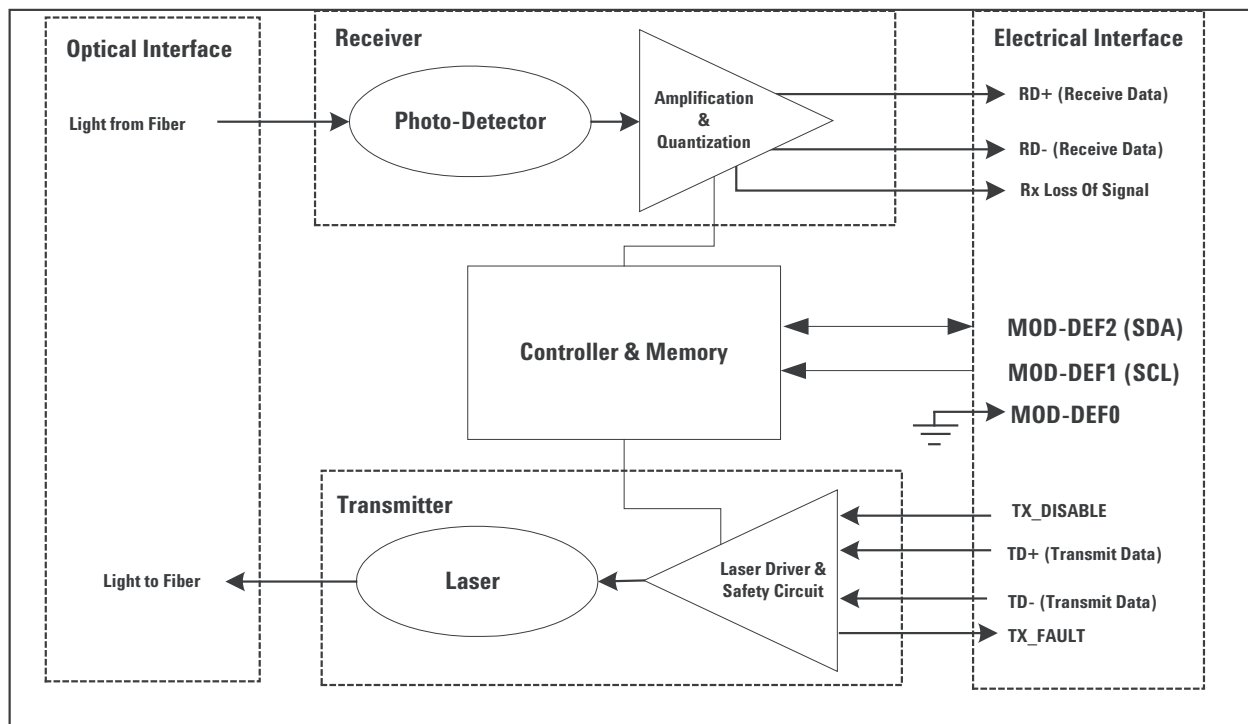 Optical Interface
Receiver
Electrical Interface
Light from Fiber
Photo-Detector
Amplification
&
Quantization
RD+ (Receive Data)
RD- (Receive Data)
Rx Loss Of Signal
Controller & Memory
MOD-DEF2 (SDA)
MOD-DEF1 (SCL)
MOD-DEF0
Transmitter
Light to Fiber
Laser
Laser Driver &
Safety Circuit
TX_DISABLE
TD+ (Transmit Data)
TD- (Transmit Data)
TX_FAULT